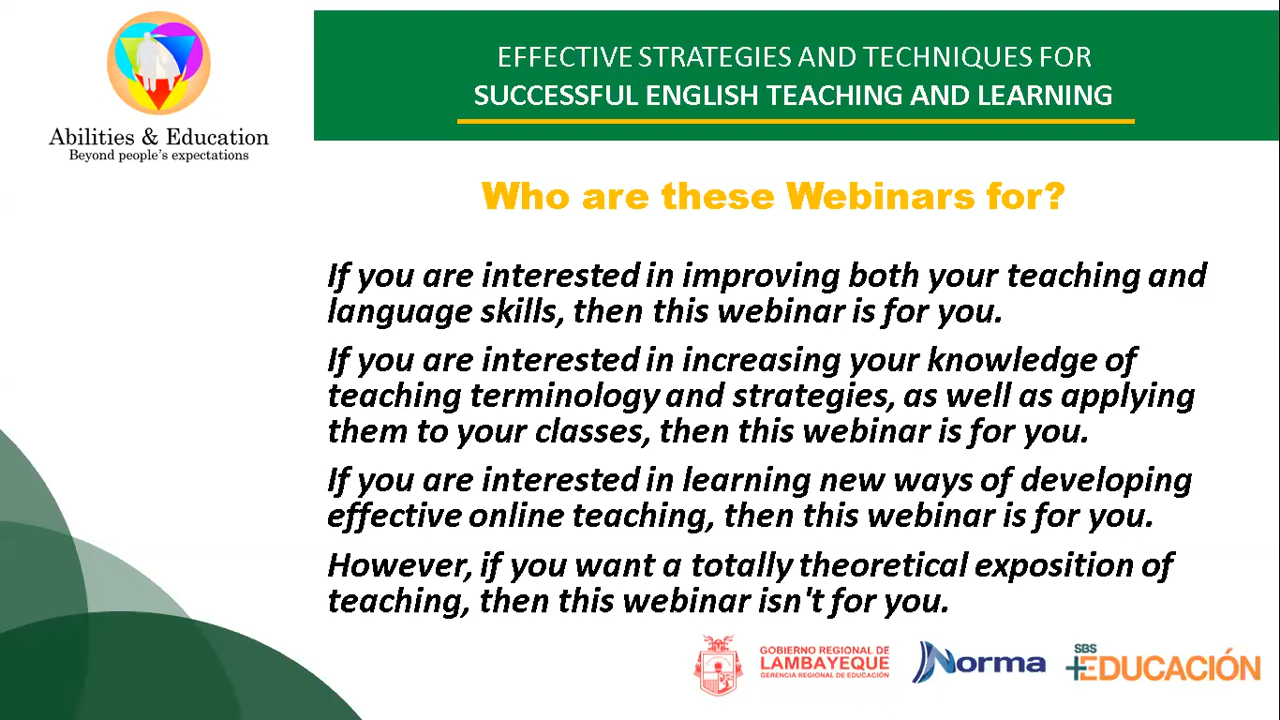 Abilities & Education
Beyond people's expectations
EFFECTIVE STRATEGIES AND TECHNIQUES FOR
SUCCESSFUL ENGLISH TEACHING AND LEARNING
Who are these Webinars for?
If you are interested in improving both your teaching and
language skills, then this webinar is for you.
If you are interested in increasing your knowledge of
teaching terminology and strategies, as well as applying
them to your classes, then this webinar is for you.
If you are interested in learning new ways of developing
effective online teaching, then this webinar is for you.
However, if you want a totally theoretical exposition of
teaching, then this webinar isn't for you.
GOBIERNO REGIONAL DE
LAMBAYEQUE
GERENCIA REGIONAL DE EDUCACIÓN
Norma
SBS
+EDUCACIÓN